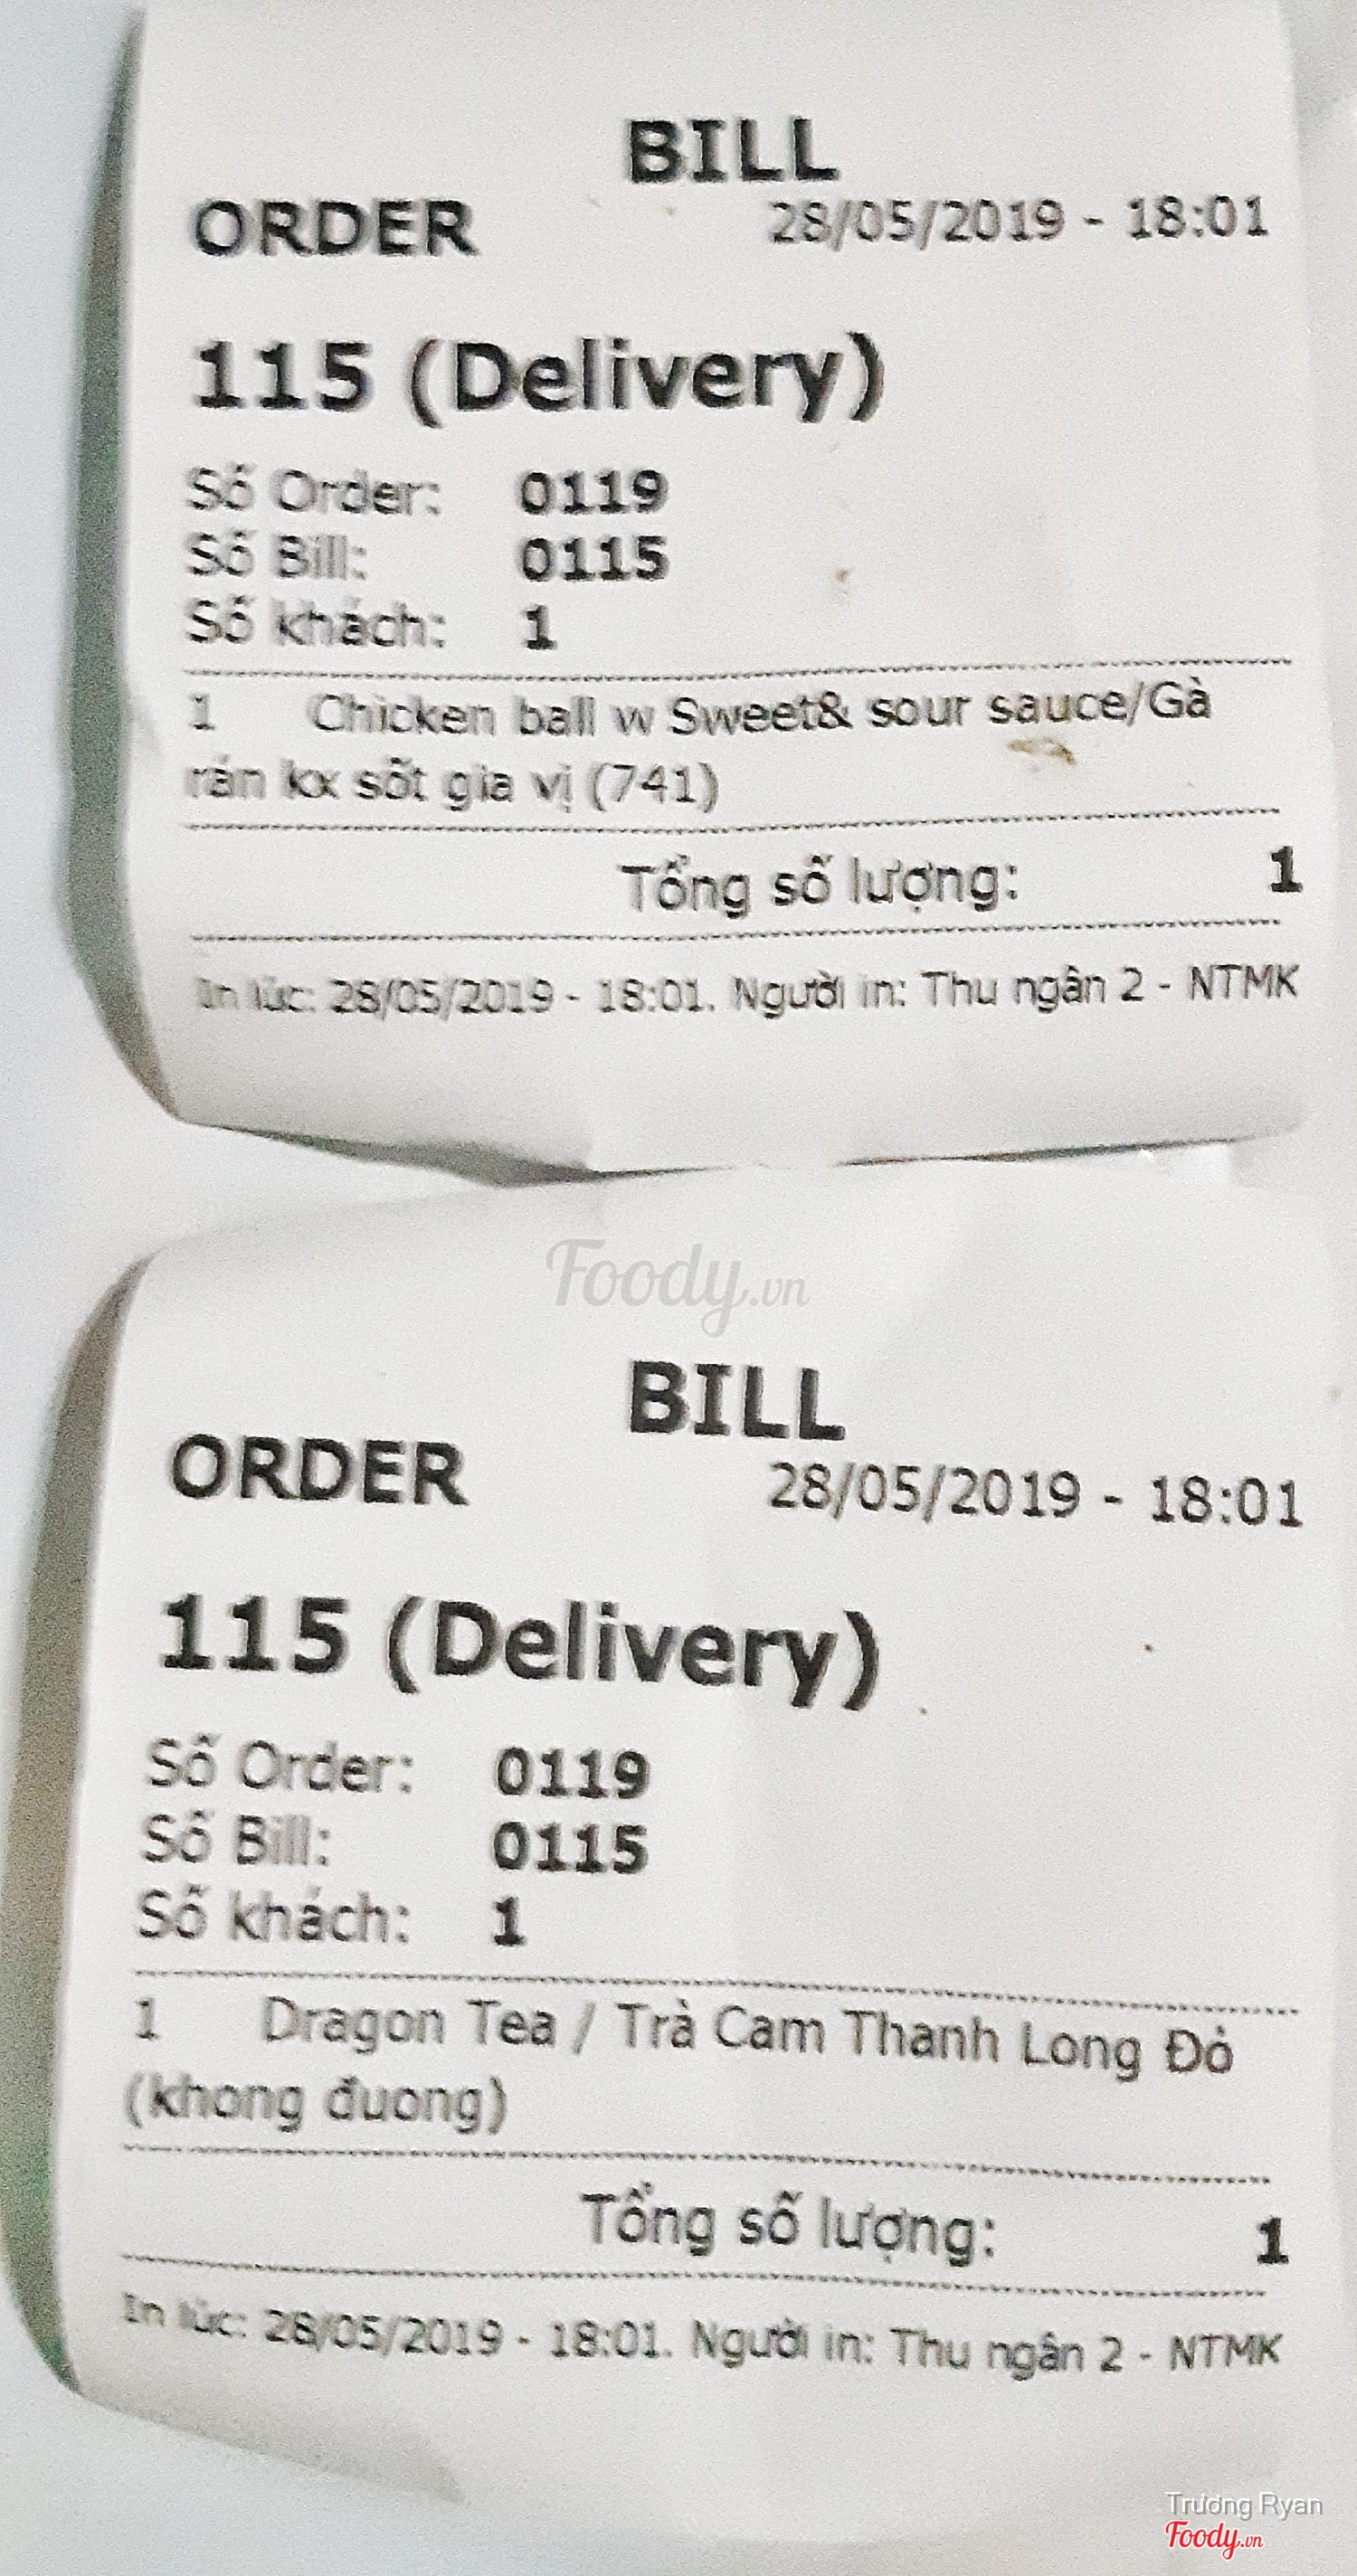 BILL
ORDER 28/05/2019 - 18:01
115 (Delivery)
Số Order: 0119
Số Bill: 0115
Số khách: 1
1 Chicken ball w Sweet& sour sauce/Gà
rán kx sốt gia vị (741)
Tổng số lượng: 1
In lúc: 28/05/2019 - 18:01. Người in: Thu ngân 2 - NTMK
Foody.vn
BILL
ORDER 28/05/2019 - 18:01
115 (Delivery)
Số Order: 0119
Số Bill: 0115
Số khách: 1
1 Dragon Tea / Trà Cam Thanh Long Đỏ
(khong đuong)
Tổng số lượng: 1
In lúc: 28/05/2019 - 18:01. Người in: Thu ngân 2 - NTMK
Trương Ryan
Foody.vn